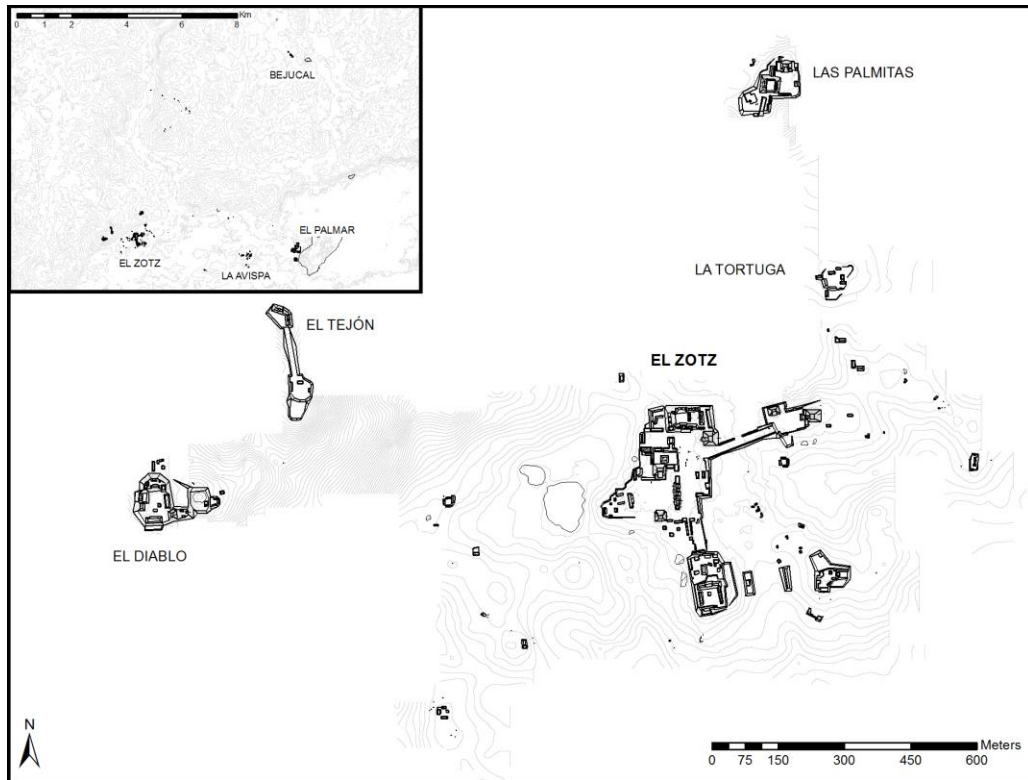 Km
0 1 2 4 6 8
BEJUCAL
EL PALMAR
EL ZOTZ
LA AVISPA
LAS PALMITAS
LA TORTUGA
EL TEJÓN
EL ZOTZ
EL DIABLO
N
Meters
0 75 150 300 450 600